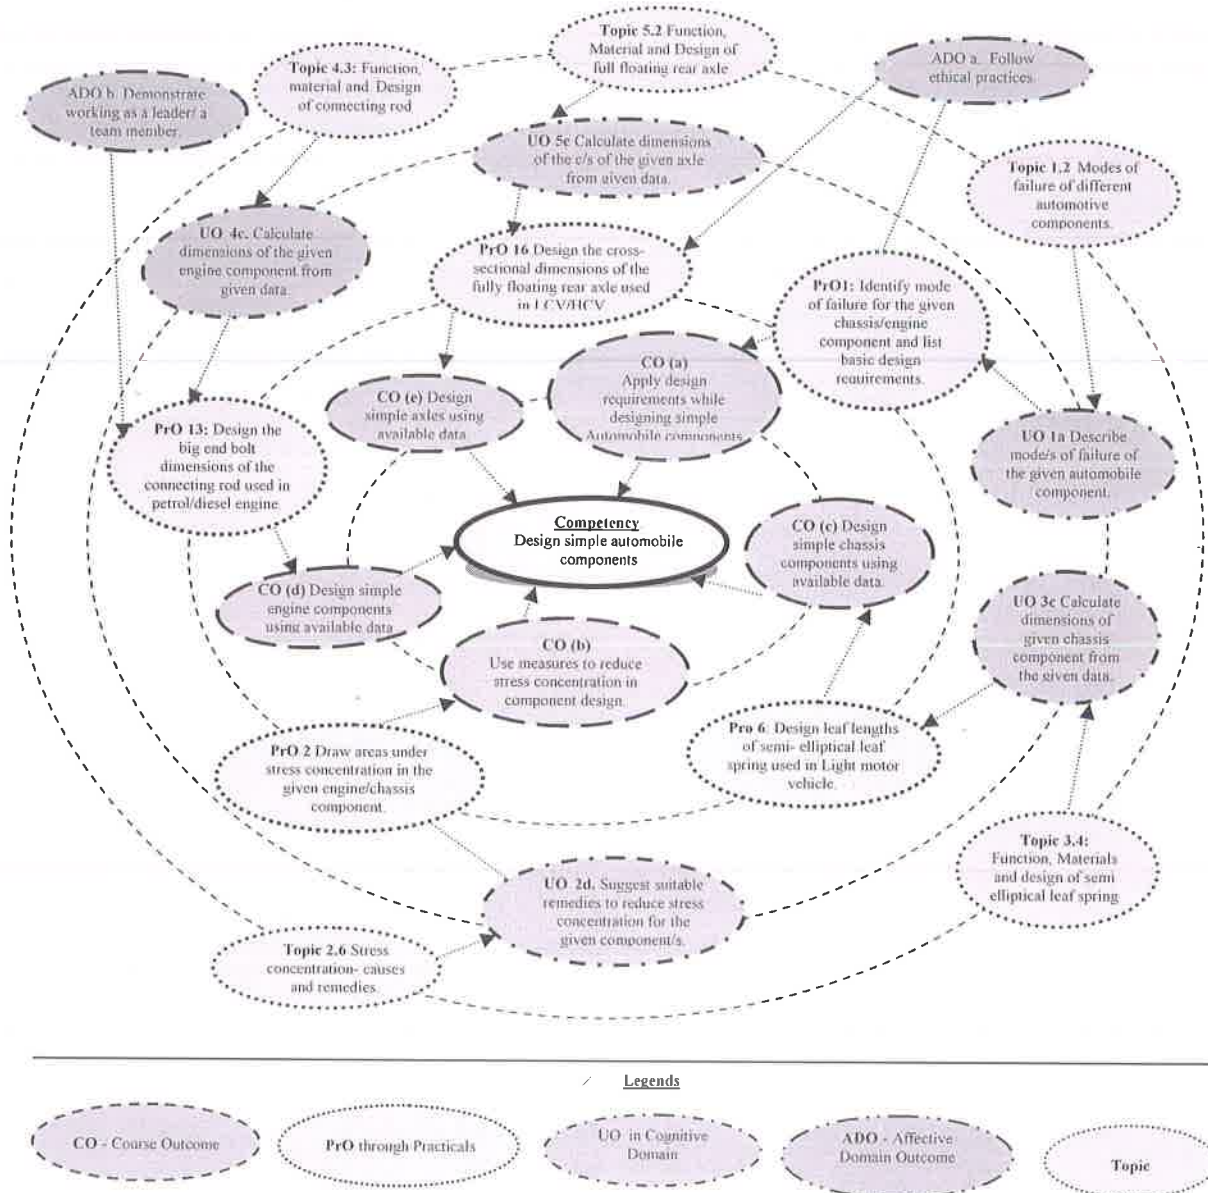 Topic 5.2 Function,
Material and Design of
full floating rear axle
Topic 4.3: Function,
material and Design
of connecting rod
ADO a. Follow
ethical practices.
ADO b. Demonstrate
working as a leader/ a
team member.
UO 5c Calculate dimensions
of the c/s of the given axle
from given data.
Topic 1.2 Modes of
failure of different
automotive
components.
UO 4c. Calculate
dimensions of the given
engine component from
given data.
PrO 16 Design the cross-
sectional dimensions of the
fully floating rear axle used
in LCV/HCV
PrO1: Identify mode
of failure for the given
chassis/engine
component and list
basic design
requirements.
CO (a)
Apply design
requirements while
designing simple
Automobile components
CO (e) Design
simple axles using
available data
PrO 13: Design the
big end bolt
dimensions of the
connecting rod used in
petrol/diesel engine
UO 1a Describe
mode/s of failure of
the given automobile
component.
Competency
Design simple automobile
components
CO (c) Design
simple chassis
components using
available data.
CO (d) Design simple
engine components
using available data
UO 3c Calculate
dimensions of
given chassis
component from
the given data.
CO (b)
Use measures to reduce
stress concentration in
component design.
PrO 2 Draw areas under
stress concentration in the
given engine/chassis
component.
Pro 6: Design leaf lengths
of semi- elliptical leaf
spring used in Light motor
vehicle.
Topic 3.4:
Function, Materials
and design of semi
elliptical leaf spring
UO 2d. Suggest suitable
remedies to reduce stress
concentration for the
given component/s.
Topic 2.6 Stress
concentration- causes
and remedies.
Legends
CO - Course Outcome
PrO through Practicals
UO in Cognitive
Domain
ADO - Affective
Domain Outcome
Topic